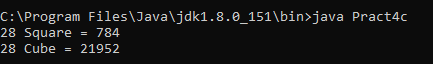 C:\Program Files\Java\jdk1.8.0_151\bin>java Pract4c
28 Square = 784
28 Cube = 21952